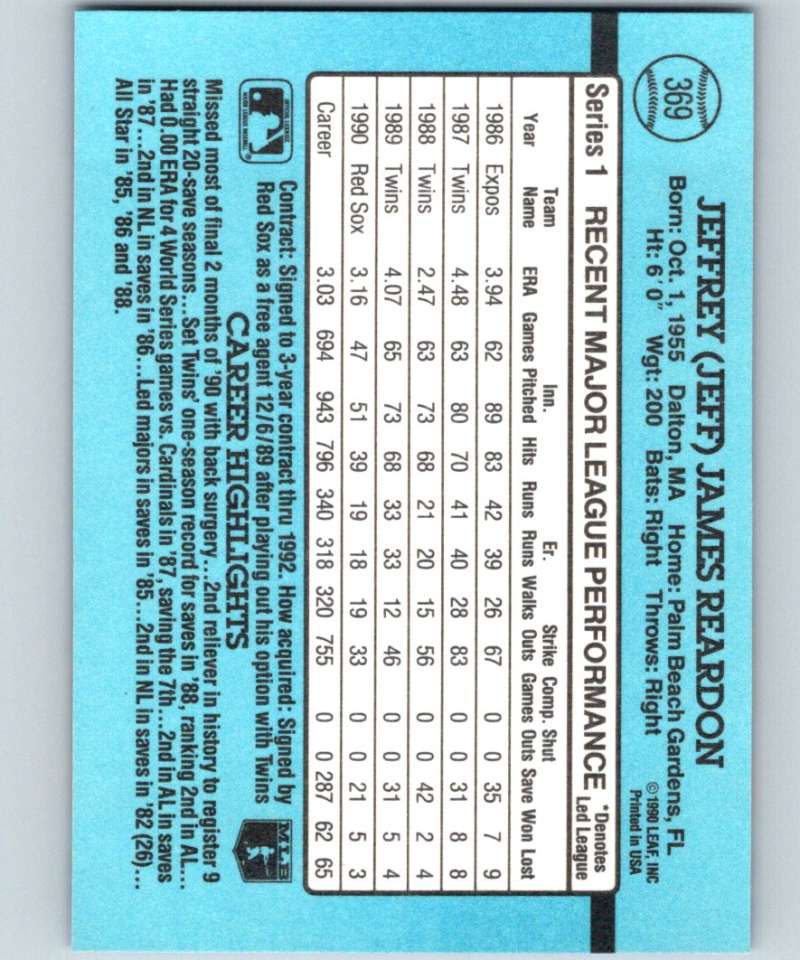 369
JEFFREY (JEFF) JAMES REARDON
Born: Oct. 1, 1955 Dalton, MA Home: Palm Beach Gardens, FL
Ht: 6'0" Wgt: 200 Bats: Right Throws: Right
©1990 LEAF, INC
Printed in USA
Series 1 RECENT MAJOR LEAGUE PERFORMANCE *Denotes Led League
Team Inn. Er. Strike Comp. Shut
Year Name ERA Games Pitched Hits Runs Runs Walks Outs Games Outs Save Won Lost
1986 Expos 3.94 62 89 83 42 39 26 67 0 0 35 7 9
1987 Twins 4.48 63 80 70 41 40 28 83 0 0 31 8 8
1988 Twins 2.47 63 73 68 21 20 15 56 0 0 42 2 4
1989 Twins 4.07 65 73 68 33 33 12 46 0 0 31 5 4
1990 Red Sox 3.16 47 51 39 19 18 19 33 0 0 21 5 3
Career 3.03 694 943 796 340 318 320 755 0 0 287 62 65
Contract: Signed to 3-year contract thru 1992. How acquired: Signed by
Red Sox as a free agent 12/6/89 after playing out his option with Twins
MLB
CAREER HIGHLIGHTS
Missed most of final 2 months of '90 with back surgery...2nd reliever in history to register 9
straight 20-save seasons...Set Twins' one-season record for saves in '88, ranking 2nd in AL...
Had 0.00 ERA for 4 World Series games vs. Cardinals in '87, saving the 7th...2nd in AL in saves
in '87...2nd in NL in saves in '86...Led majors in saves in '85...2nd in NL in saves in '82 (26)...
All Star in '85, '86 and '88.